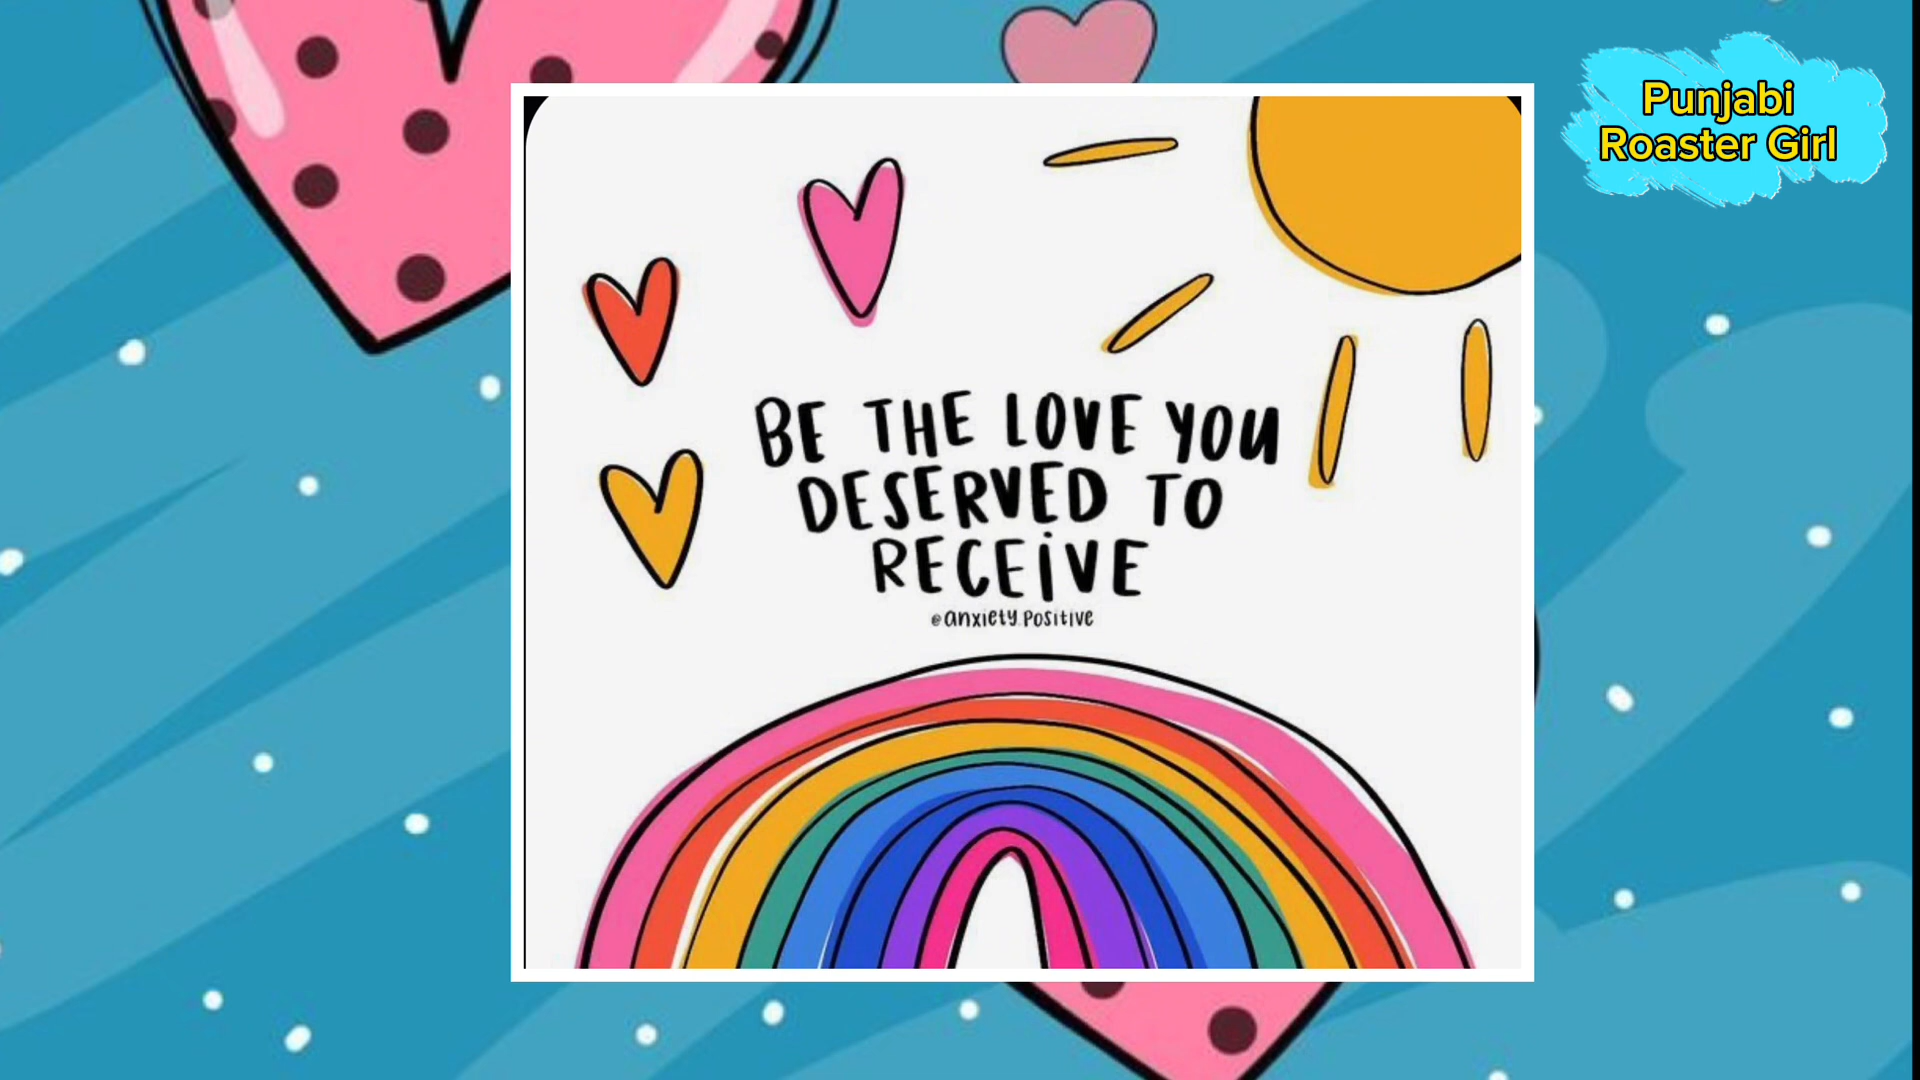 Punjabi
Roaster Girl
BE THE LOVE YOU
DESERVED TO
RECEIVE
@anxiety.positive